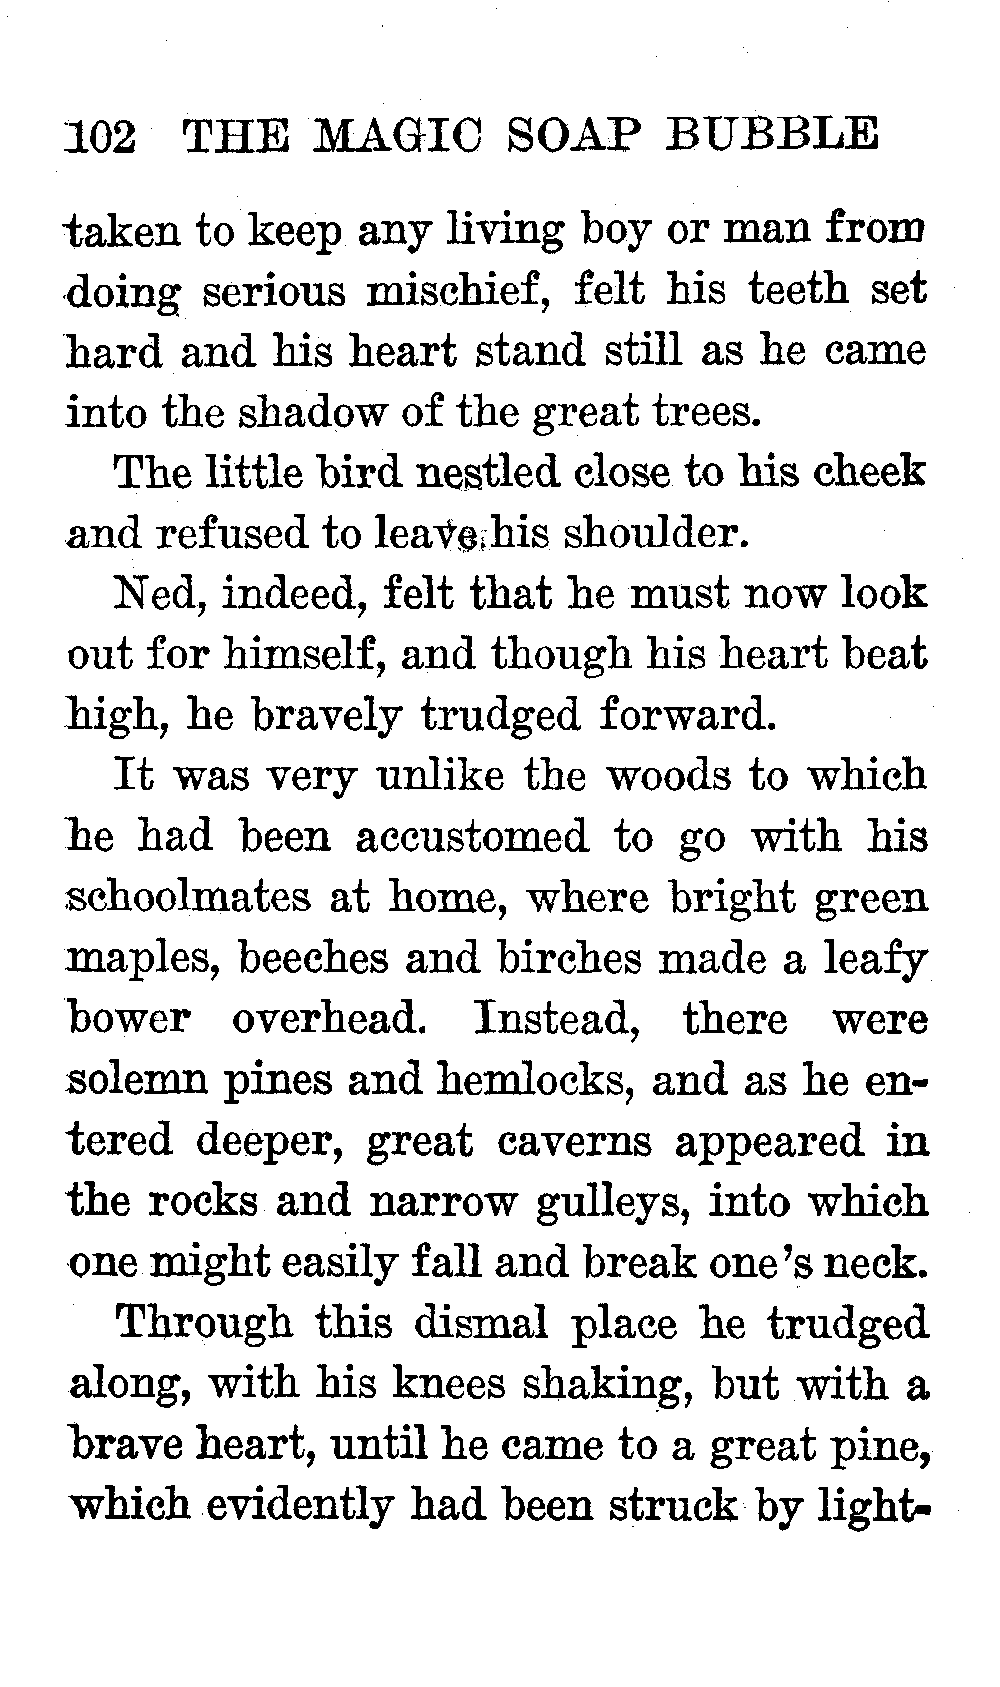 102 THE MAGIC SOAP BUBBLE
taken to keep any living boy or man from
doing serious mischief, felt his teeth set
hard and his heart stand still as he came
into the shadow of the great trees.
The little bird nestled close to his cheek
and refused to leave his shoulder.
Ned, indeed, felt that he must now look
out for himself, and though his heart beat
high, he bravely trudged forward.
It was very unlike the woods to which
he had been accustomed to go with his
schoolmates at home, where bright green
maples, beeches and birches made a leafy
bower overhead. Instead, there were
solemn pines and hemlocks, and as he en-
tered deeper, great caverns appeared in
the rocks and narrow gulleys, into which
one might easily fall and break one's neck.
Through this dismal place he trudged
along, with his knees shaking, but with a
brave heart, until he came to a great pine,
which evidently had been struck by light-